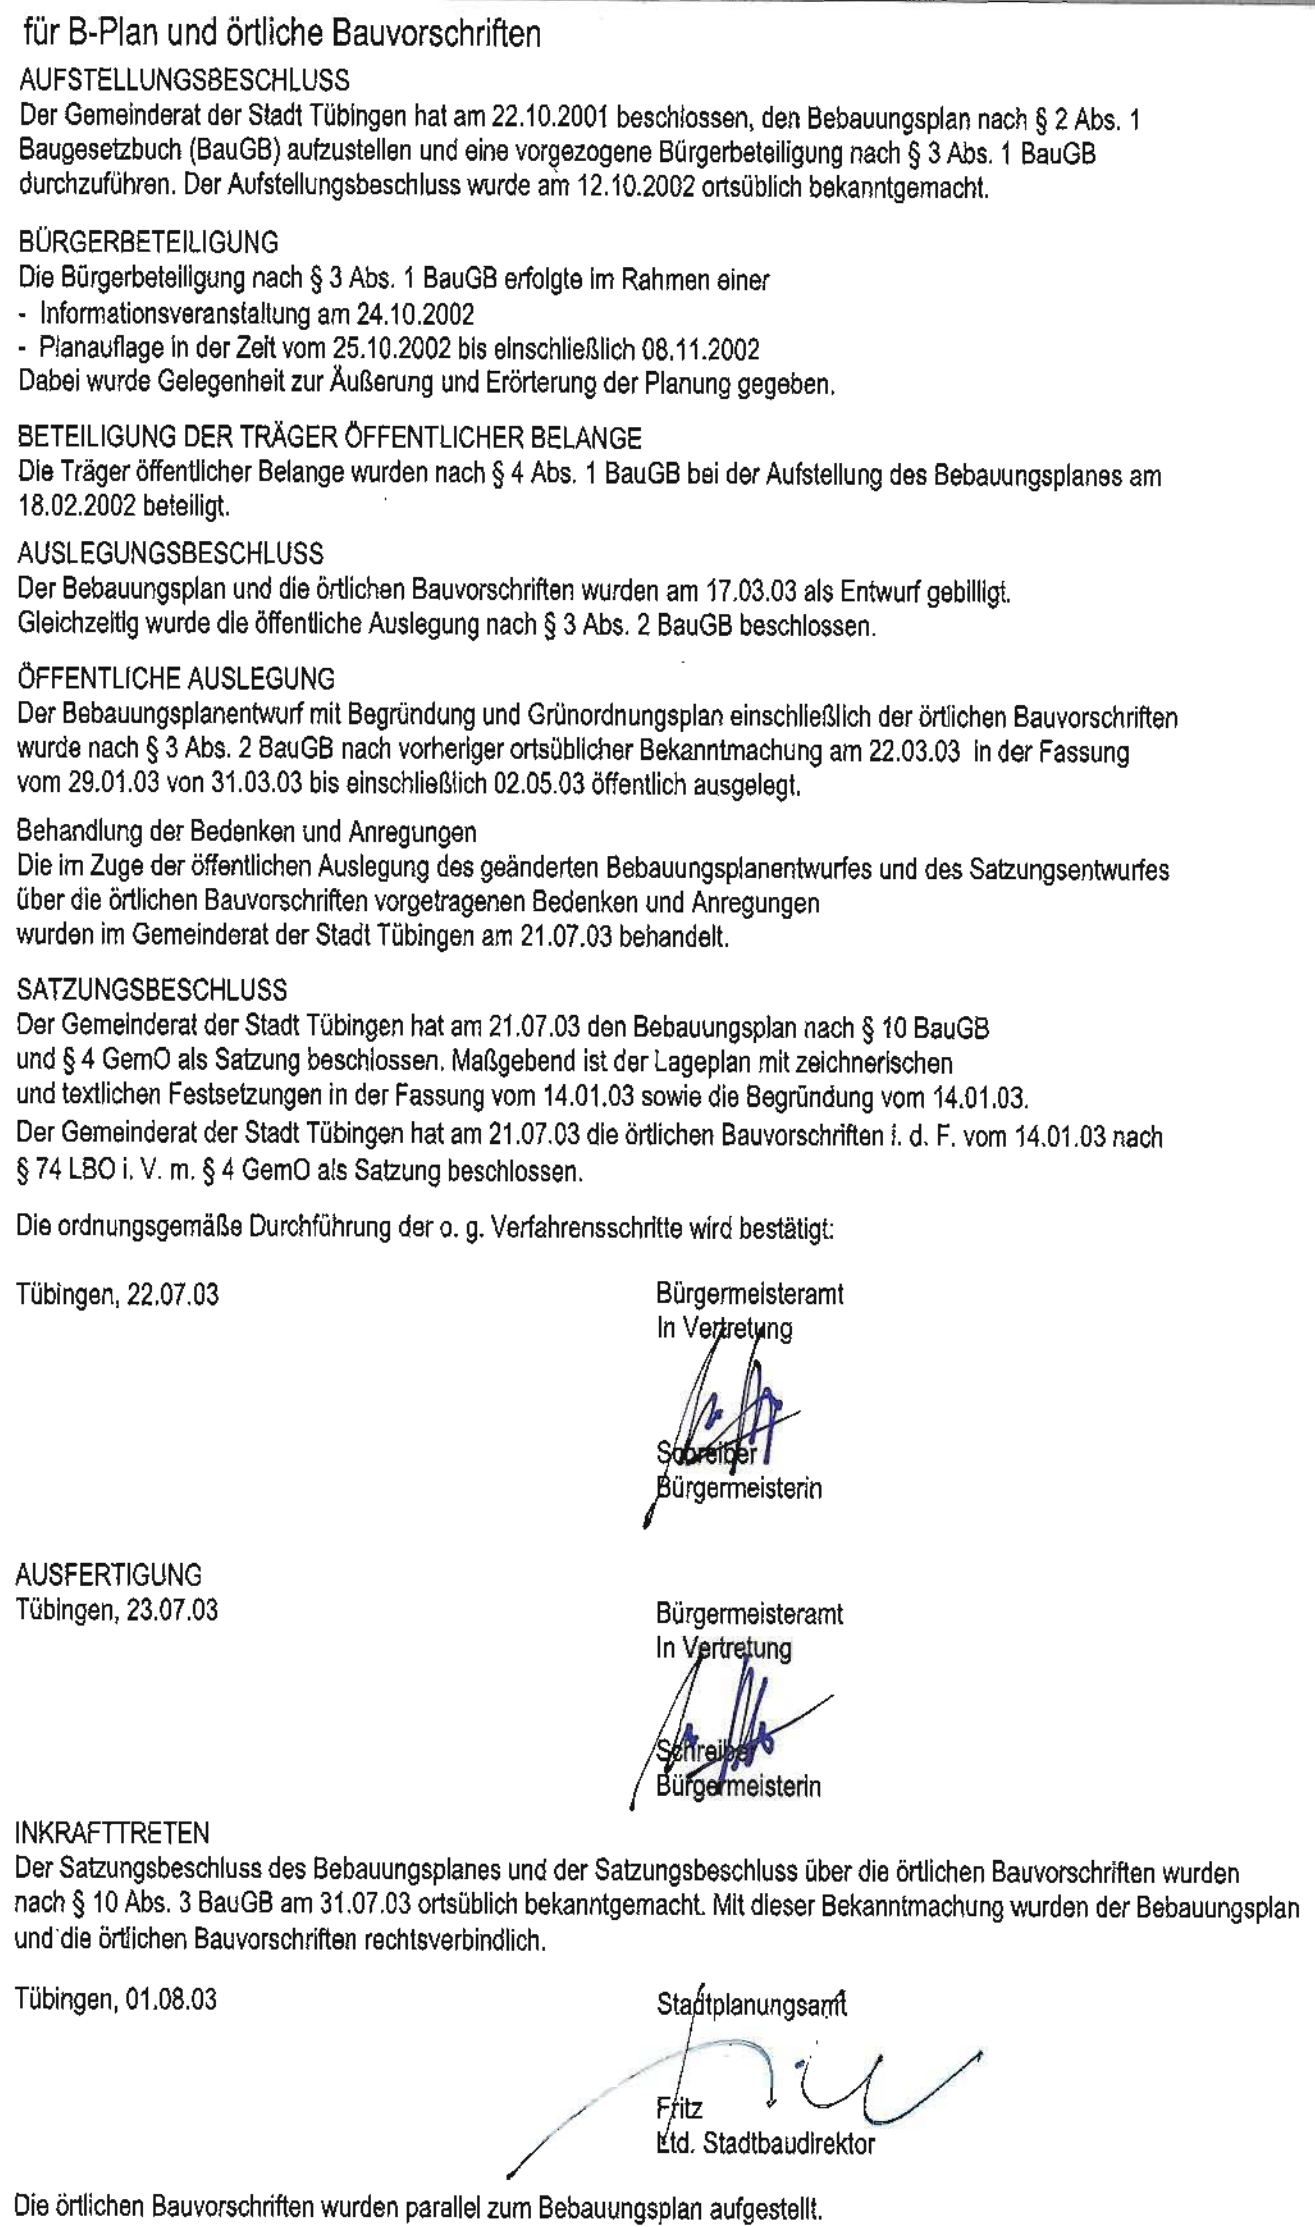 für B-Plan und örtliche Bauvorschriften
AUFSTELLUNGSBESCHLUSS
Der Gemeinderat der Stadt Tübingen hat am 22.10.2001 beschlossen, den Bebauungsplan nach § 2 Abs. 1
Baugesetzbuch (BauGB) aufzustellen und eine vorgezogene Bürgerbeteiligung nach § 3 Abs. 1 BauGB
durchzuführen. Der Aufstellungsbeschluss wurde am 12.10.2002 ortsüblich bekanntgemacht.
BÜRGERBETEILIGUNG
Die Bürgerbeteiligung nach § 3 Abs. 1 BauGB erfolgte im Rahmen einer
- Informationsveranstaltung am 24.10.2002
- Planauflage in der Zeit vom 25.10.2002 bis einschließlich 08.11.2002
Dabei wurde Gelegenheit zur Äußerung und Erörterung der Planung gegeben.
BETEILIGUNG DER TRÄGER ÖFFENTLICHER BELANGE
Die Träger öffentlicher Belange wurden nach § 4 Abs. 1 BauGB bei der Aufstellung des Bebauungsplanes am
18.02.2002 beteiligt.
AUSLEGUNGSBESCHLUSS
Der Bebauungsplan und die örtlichen Bauvorschriften wurden am 17.03.03 als Entwurf gebilligt.
Gleichzeitig wurde die öffentliche Auslegung nach § 3 Abs. 2 BauGB beschlossen.
ÖFFENTLICHE AUSLEGUNG
Der Bebauungsplanentwurf mit Begründung und Grünordnungsplan einschließlich der örtlichen Bauvorschriften
wurde nach § 3 Abs. 2 BauGB nach vorheriger ortsüblicher Bekanntmachung am 22.03.03 in der Fassung
vom 29.01.03 von 31.03.03 bis einschließlich 02.05.03 öffentlich ausgelegt.
Behandlung der Bedenken und Anregungen
Die im Zuge der öffentlichen Auslegung des geänderten Bebauungsplanentwurfes und des Satzungsentwurfes
über die örtlichen Bauvorschriften vorgetragenen Bedenken und Anregungen
wurden im Gemeinderat der Stadt Tübingen am 21.07.03 behandelt.
SATZUNGSBESCHLUSS
Der Gemeinderat der Stadt Tübingen hat am 21.07.03 den Bebauungsplan nach § 10 BauGB
und § 4 GemO als Satzung beschlossen. Maßgebend ist der Lageplan mit zeichnerischen
und textlichen Festsetzungen in der Fassung vom 14.01.03 sowie die Begründung vom 14.01.03.
Der Gemeinderat der Stadt Tübingen hat am 21.07.03 die örtlichen Bauvorschriften i. d. F. vom 14.01.03 nach
§ 74 LBO i. V. m. § 4 GemO als Satzung beschlossen.
Die ordnungsgemäße Durchführung der o. g. Verfahrensschritte wird bestätigt:
Tübingen, 22.07.03
Bürgermeisteramt
In Vertretung
Schreiber
Bürgermeisterin
AUSFERTIGUNG
Tübingen, 23.07.03
Bürgermeisteramt
In Vertretung
Schreiber
Bürgermeisterin
INKRAFTTRETEN
Der Satzungsbeschluss des Bebauungsplanes und der Satzungsbeschluss über die örtlichen Bauvorschriften wurden
nach § 10 Abs. 3 BauGB am 31.07.03 ortsüblich bekanntgemacht. Mit dieser Bekanntmachung wurden der Bebauungsplan
und die örtlichen Bauvorschriften rechtsverbindlich.
Tübingen, 01.08.03
Stadtplanungsamt
Fritz
Ltd. Stadtbaudirektor
Die örtlichen Bauvorschriften wurden parallel zum Bebauungsplan aufgestellt.